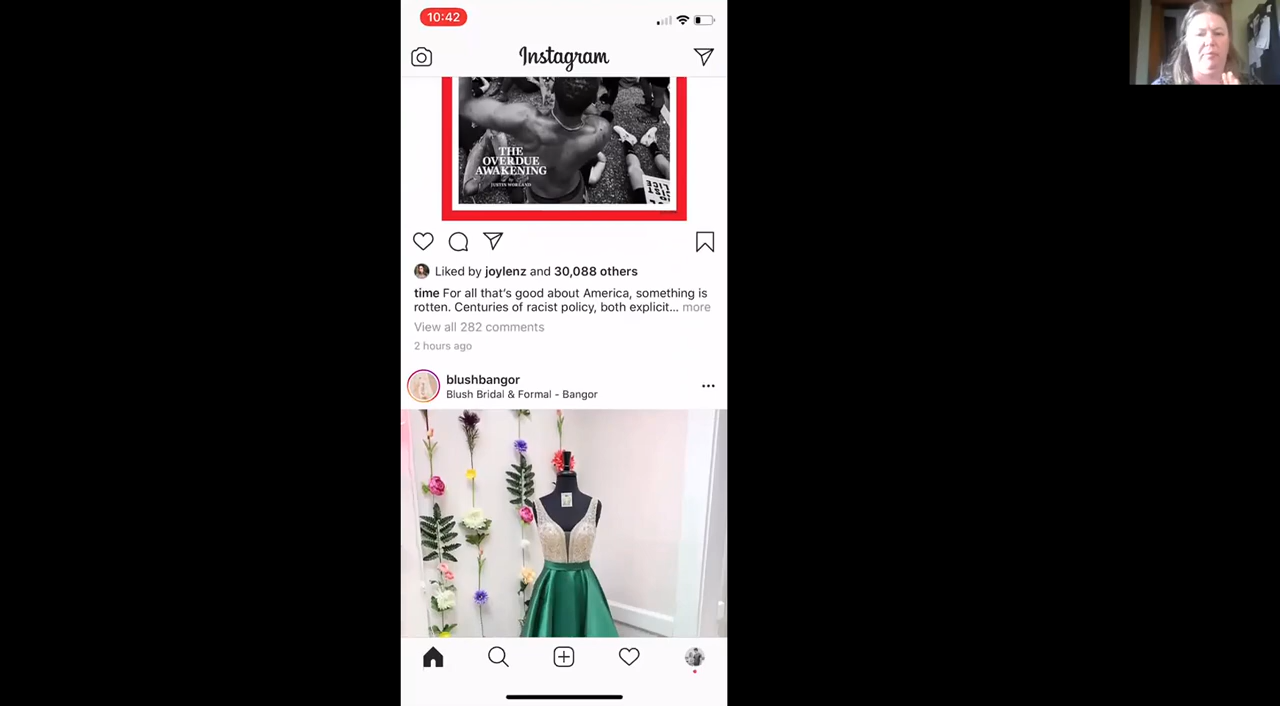 10:42
Instagram
THE
OVERDUE
AWAKENING
JUSTIN WORLAND
Liked by joylenz and 30,088 others
time For all that's good about America, something is
rotten. Centuries of racist policy, both explicit... more
View all 282 comments
2 hours ago
blushbangor
Blush Bridal & Formal - Bangor